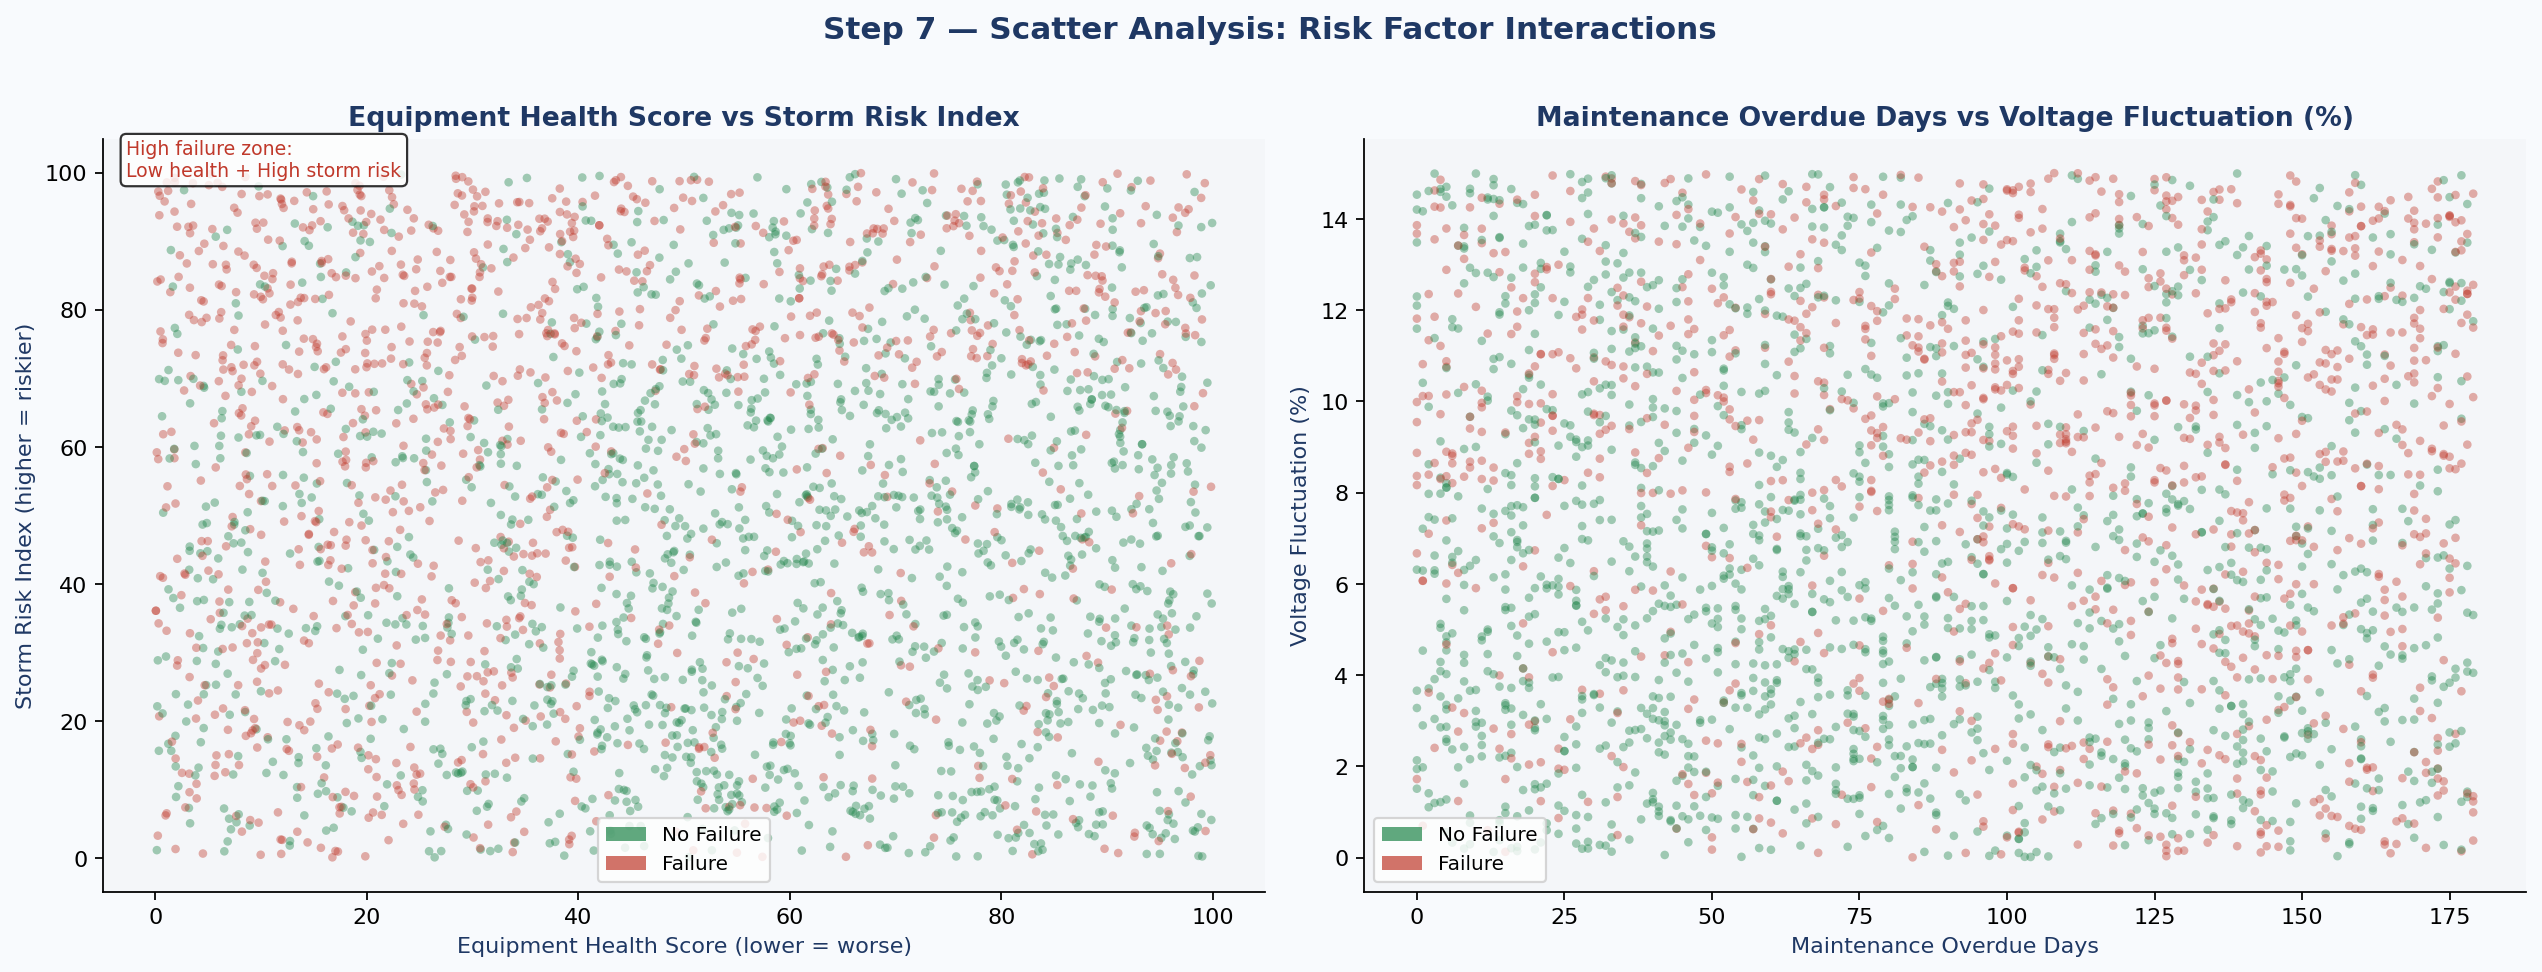 Step 7 — Scatter Analysis: Risk Factor Interactions
Equipment Health Score vs Storm Risk Index
High failure zone:
Low health + High storm risk
Storm Risk Index (higher = riskier)
100
80
60
40
20
0
No Failure
Failure
0 20 40 60 80 100
Equipment Health Score (lower = worse)
Maintenance Overdue Days vs Voltage Fluctuation (%)
Voltage Fluctuation (%)
14
12
10
8
6
4
2
0
No Failure
Failure
0 25 50 75 100 125 150 175
Maintenance Overdue Days